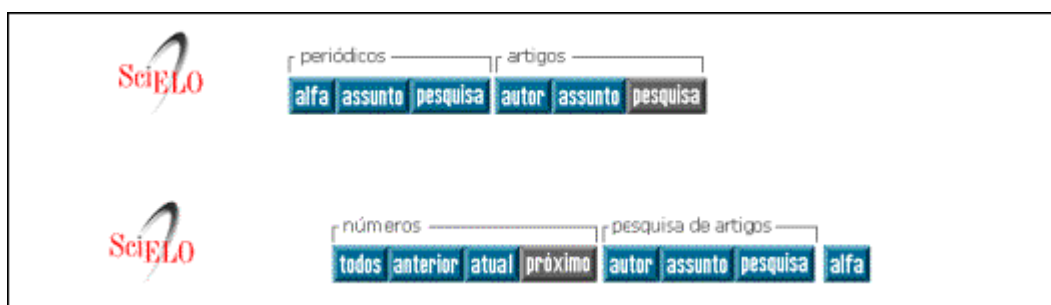 periódicos artigos
SciELO
alfa assunto pesquisa autor assunto pesquisa
números pesquisa de artigos
SciELO
todos anterior atual próximo autor assunto pesquisa alfa